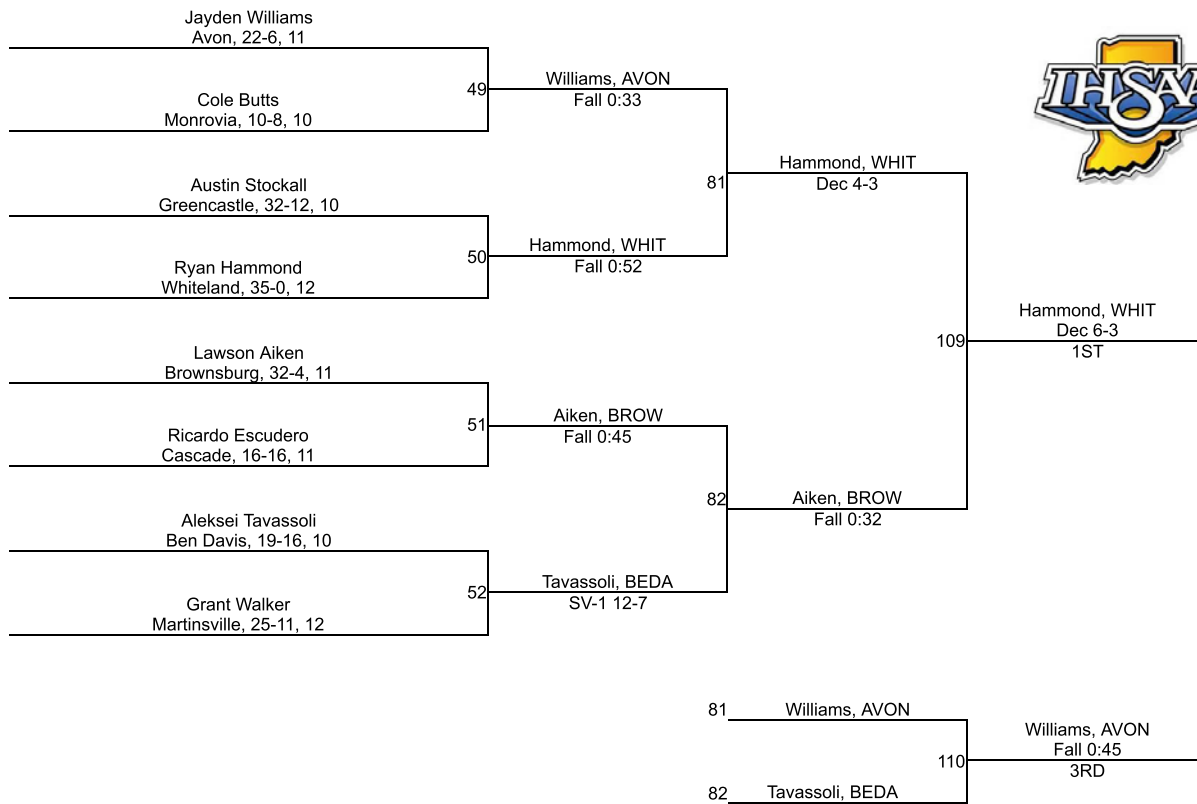 Jayden Williams
Avon, 22-6, 11
49
Cole Butts
Monrovia, 10-8, 10
Williams, AVON
Fall 0:33
Austin Stockall
Greencastle, 32-12, 10
50
Ryan Hammond
Whiteland, 35-0, 12
Hammond, WHIT
Fall 0:52
81
Hammond, WHIT
Dec 4-3
Lawson Aiken
Brownsburg, 32-4, 11
51
Ricardo Escudero
Cascade, 16-16, 11
Aiken, BROW
Fall 0:45
Aleksei Tavassoli
Ben Davis, 19-16, 10
52
Grant Walker
Martinsville, 25-11, 12
Tavassoli, BEDA
SV-1 12-7
82
Aiken, BROW
Fall 0:32
109
Hammond, WHIT
Dec 6-3
1ST
81
Williams, AVON
82
Tavassoli, BEDA
110
Williams, AVON
Fall 0:45
3RD
IHSAA